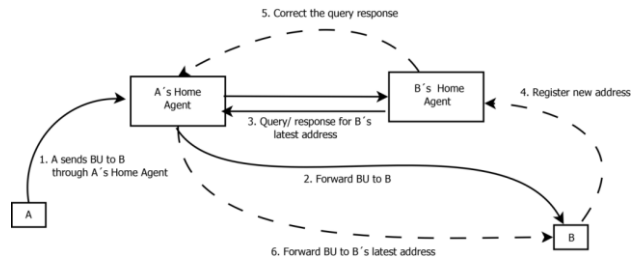 5. Correct the query response
A´s Home
Agent
B´s Home
Agent
4. Register new address
3. Query/ response for B´s
latest address
1. A sends BU to B
through A´s Home Agent
2. Forward BU to B
A
B
6. Forward BU to B´s latest address